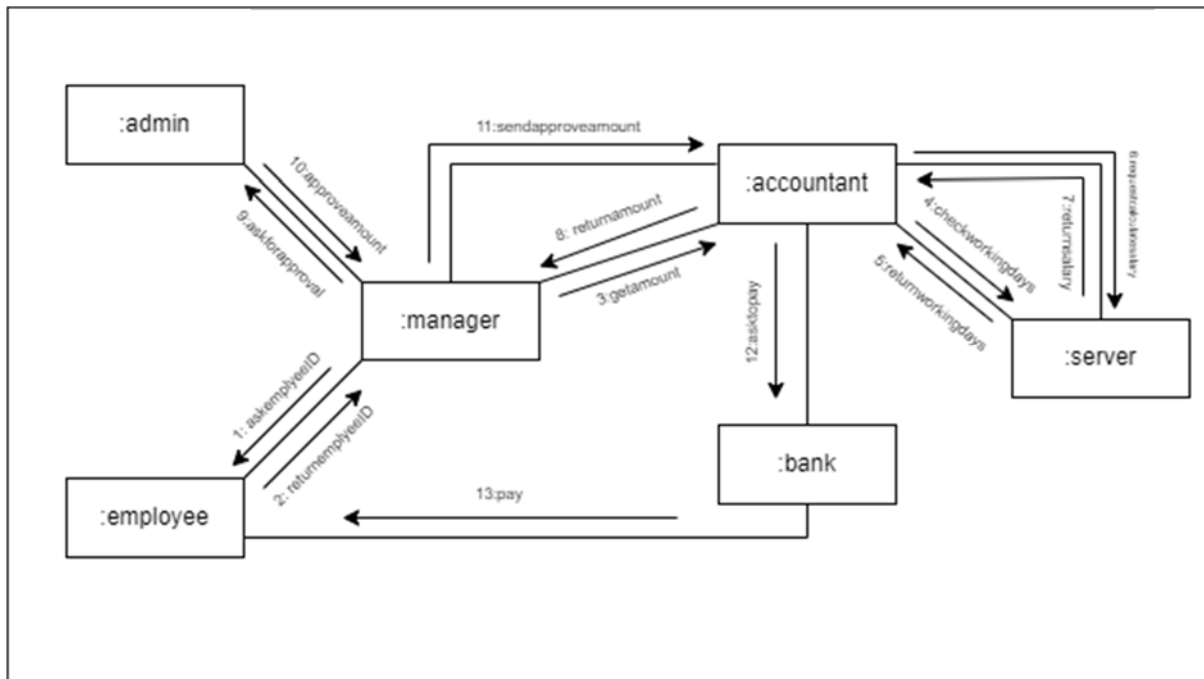 :admin
10:approveamount
9:askforapproval
11:sendapproveamount
:accountant
8: returnamount
3:getamount
4:checkworkingdays
5:returnworkingdays
7:returnsalary
:manager
:server
1: askemplyeeID
2: returnemplyeeID
12:asktopay
:bank
13:pay
:employee